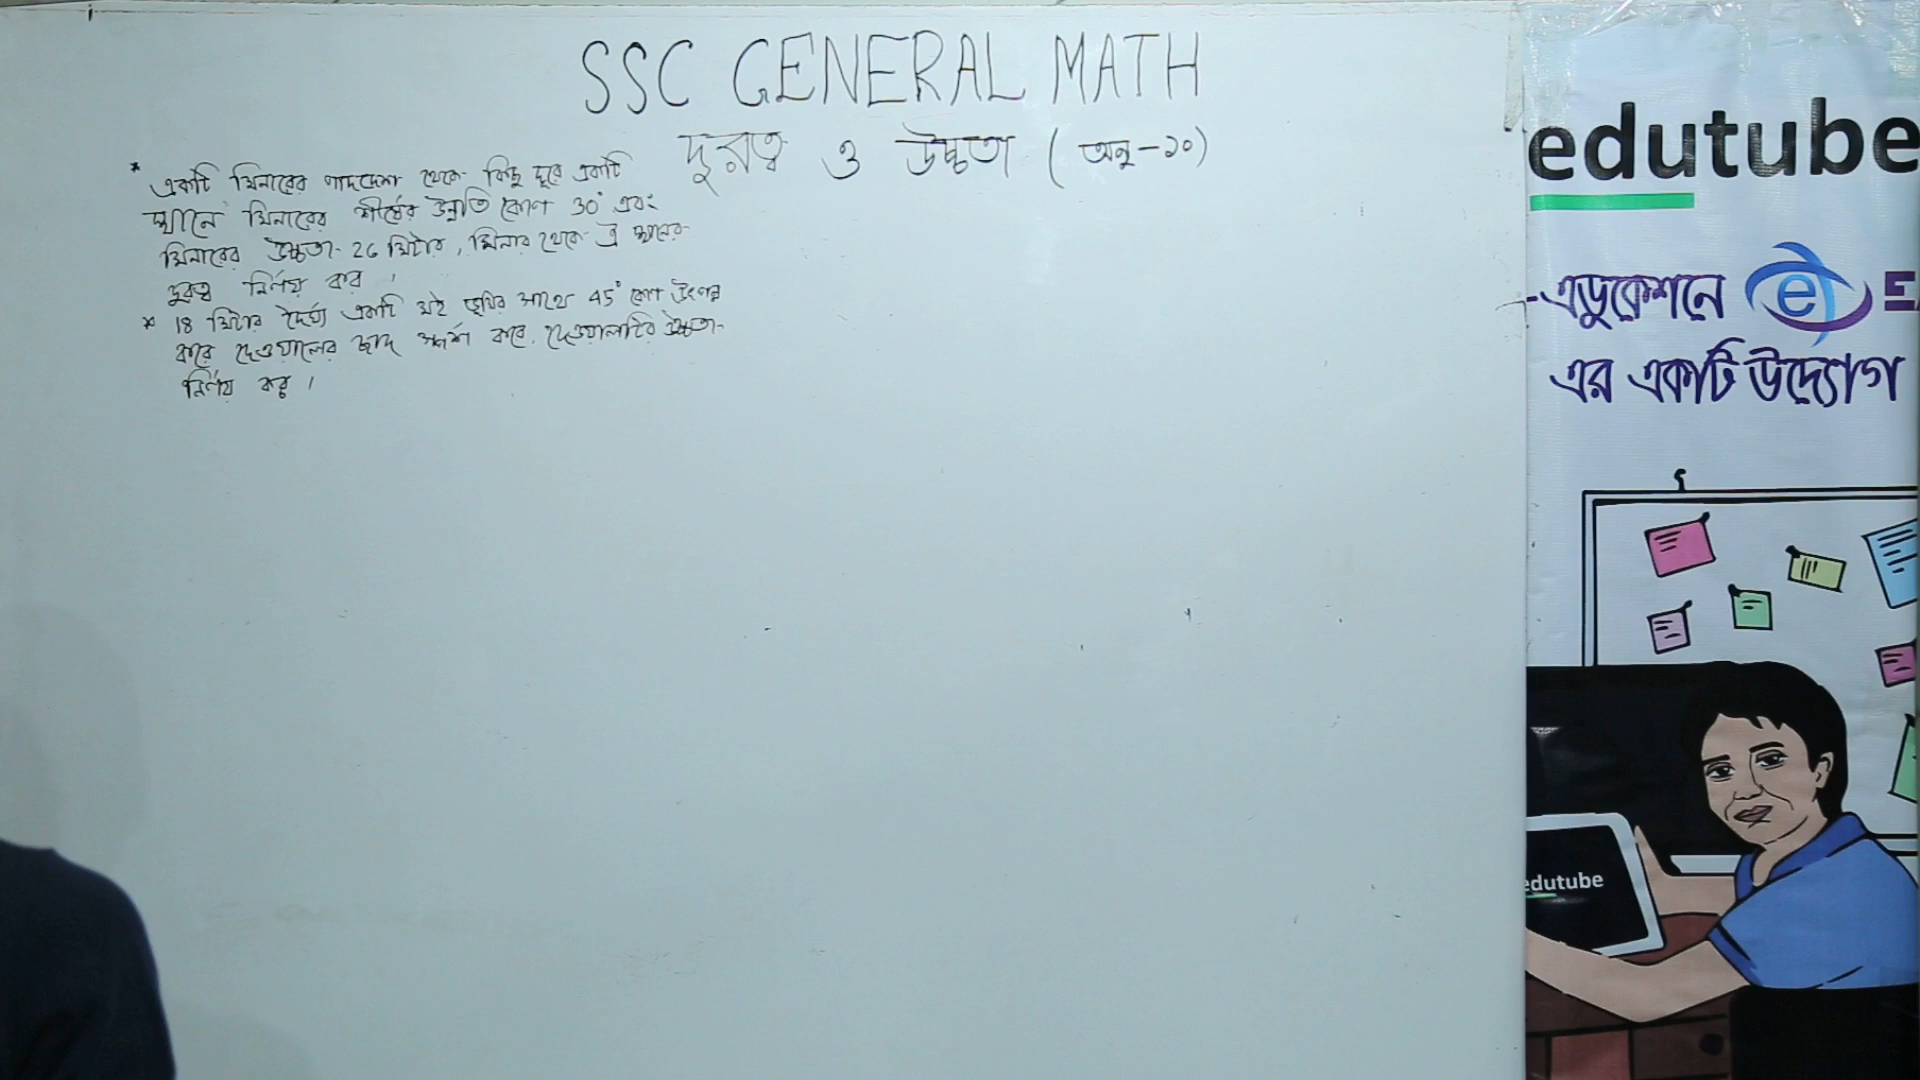 SSC GENERAL MATH
দূরত্ব ও উচ্চতা ( অনু-১০)
* একটি মিনারের পাদদেশ থেকে কিছু দূরে একটি
স্থানে মিনারের শীর্ষের উন্নতি কোণ 30° এবং
মিনারের উচ্চতা 26 মিটার, মিনার থেকে ঐ স্থানের
দূরত্ব নির্ণয় কর।
* 18 মিটার দৈর্ঘ্য একটি মই ভূমির সাথে 45° কোণ উৎপন্ন
করে দেওয়ালের ছাদ স্পর্শ করে. দেওয়ালটির উচ্চতা
নির্ণয় কর।
edutube
-এডুকেশনে e E
এর একটি উদ্যোগ
edutube